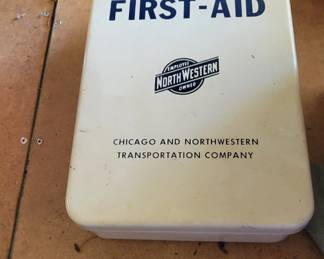 FIRST-AID
EMPLOYEE
NORTH WESTERN
OWNED
CHICAGO AND NORTHWESTERN
TRANSPORTATION COMPANY